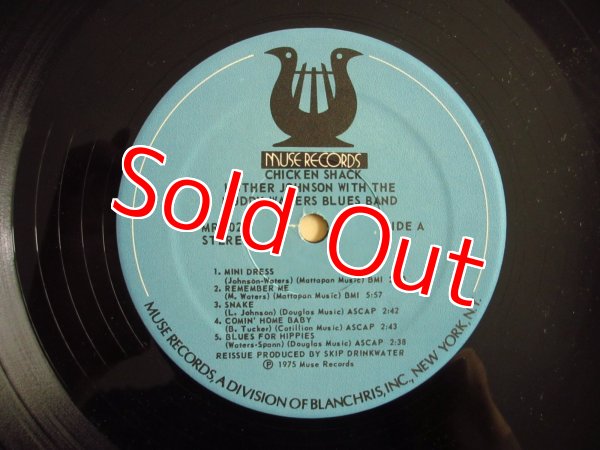 MUSE RECORDS
CHICKEN SHACK
JOHNSON WITH THE
BLUES BAND
SIDE A
1. MINI DRESS
(Johnson-Waters) (Mattapan Music) BMI
2. REMEMBER ME
(M. Waters) (Mattapan Music) BMI 5:57
3. SNAKE
(L. Johnson) (Douglas Music) ASCAP 2:42
4. COMIN' HOME BABY
(B. Tucker) (Cotillion Music) ASCAP 2:43
5. BLUES FOR HIPPIES
(Waters-Spann) (Douglas Music) ASCAP 2:38
REISSUE PRODUCED BY SKIP DRINKWATER
℗ 1975 Muse Records
MUSE RECORDS, A DIVISION OF BLANCHRIS, INC., NEW YORK, N.Y.
Sold Out